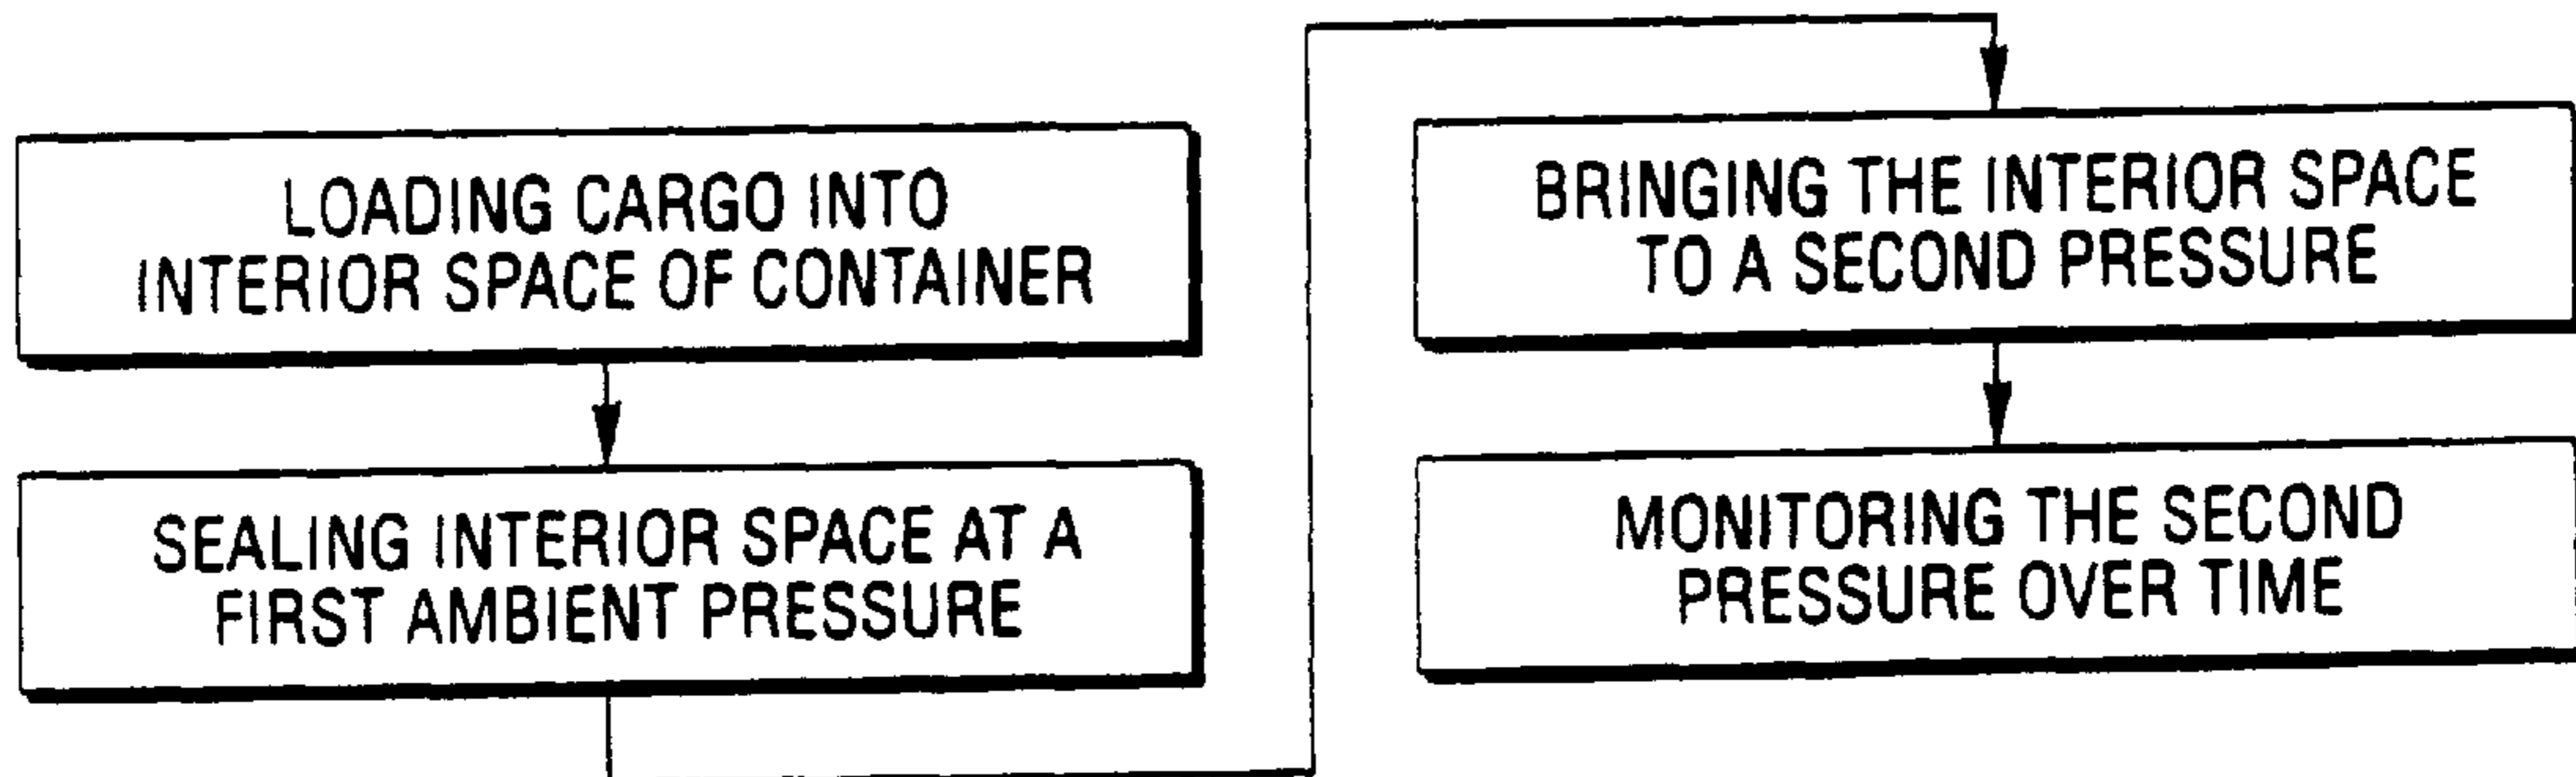 LOADING CARGO INTO
INTERIOR SPACE OF CONTAINER
SEALING INTERIOR SPACE AT A
FIRST AMBIENT PRESSURE
BRINGING THE INTERIOR SPACE
TO A SECOND PRESSURE
MONITORING THE SECOND
PRESSURE OVER TIME